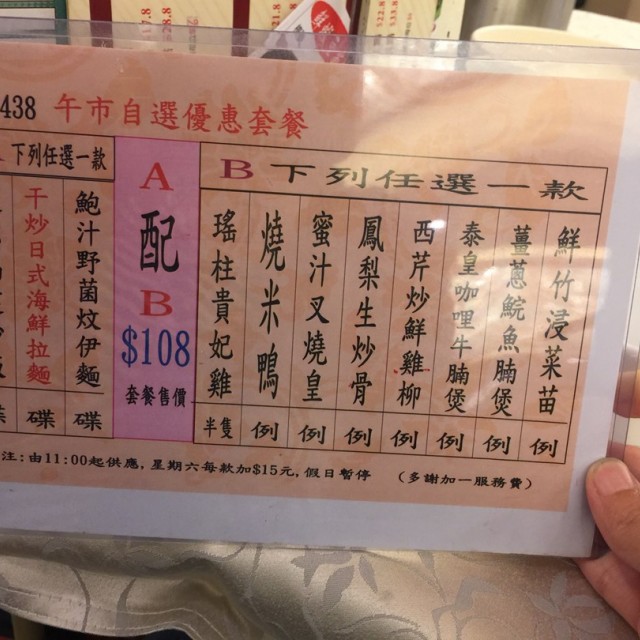 438 午市自選優惠套餐
下列任選一款
干炒日式海鮮拉麵 碟
鮑汁野菌炆伊麵 碟
A
配
B
$108
套餐售價
B 下列任選一款
瑤柱貴妃雞 半隻
燒米鴨 例
蜜汁叉燒皇 例
鳳梨生炒骨 例
西芹炒鮮雞柳 例
泰皇咖哩牛腩煲 例
薑蔥鯇魚腩煲 例
鮮竹浸菜苗 例
注:由11:00起供應,星期六每款加$15元,假日暫停 (多謝加一服務費)